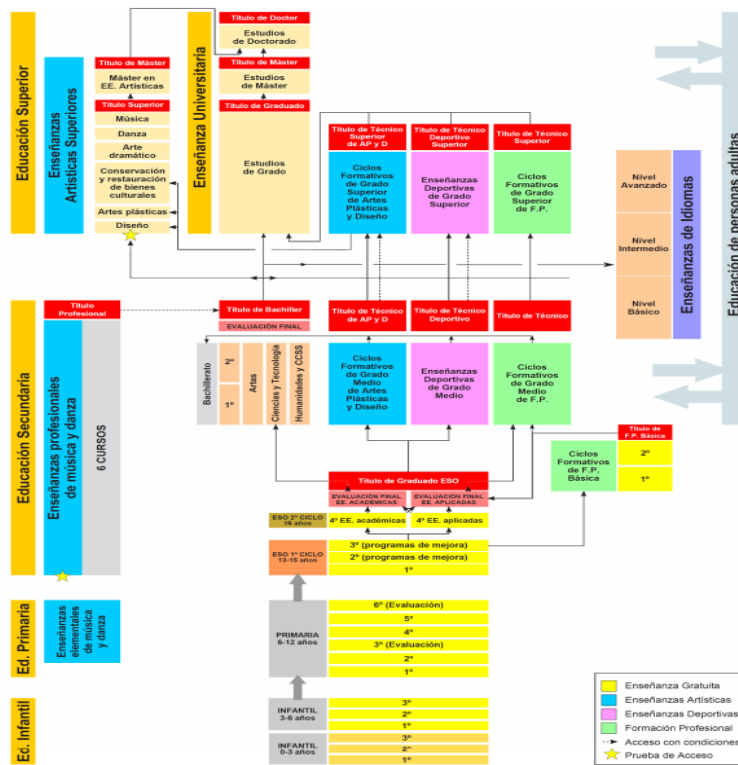 Educación Superior
Enseñanzas
Artísticas Superiores
Título de Máster
Máster en
EE. Artísticas
Título Superior
Música
Danza
Arte
dramático
Conservación
y restauración
de bienes
culturales
Artes plásticas
Diseño
Enseñanza Universitaria
Título de Doctor
Estudios
de Doctorado
Título de Máster
Estudios
de Máster
Título de Graduado
Estudios
de Grado
Título de Técnico
Superior
de AP y D
Ciclos
Formativos
de Grado
Superior
de Artes
Plásticas
y Diseño
Título de Técnico
Deportivo
Superior
Enseñanzas
Deportivas
de Grado
Superior
Título de Técnico
Superior
Ciclos
Formativos
de Grado
Superior
de F.P.
Nivel
Avanzado
Nivel
Intermedio
Nivel
Básico
Enseñanzas de Idiomas
Educación de personas adultas
Educación Secundaria
Título
Profesional
Enseñanzas profesionales
de música y danza
6 CURSOS
Título de Bachiller
EVALUACIÓN FINAL
Bachillerato
2º
1º
Artes
Ciencias y Tecnología
Humanidades y CCSS
Título de Técnico
de AP y D
Ciclos
Formativos
de Grado
Medio
de Artes
Plásticas
y Diseño
Título de Técnico
Deportivo
Enseñanzas
Deportivas
de Grado
Medio
Título de Técnico
Ciclos
Formativos
de Grado
Medio
de F.P.
Título de
F.P. Básica
Ciclos
Formativos
de F.P.
Básica
2º
1º
Título de Graduado ESO
EVALUACIÓN FINAL
EE. ACADÉMICAS
EVALUACIÓN FINAL
EE. APLICADAS
ESO 2º CICLO
16 años
4º EE. académicas
4º EE. aplicadas
ESO 1º CICLO
13-15 años
3º (programas de mejora)
2º (programas de mejora)
1º
Ed. Primaria
Enseñanzas
elementales
de música
y danza
PRIMARIA
6-12 años
6º (Evaluación)
5º
4º
3º (Evaluación)
2º
1º
Ed. Infantil
INFANTIL
3-6 años
3º
2º
1º
INFANTIL
0-3 años
3º
2º
1º
Enseñanza Gratuita
Enseñanzas Artísticas
Enseñanzas Deportivas
Formación Profesional
Acceso con condiciones
Prueba de Acceso